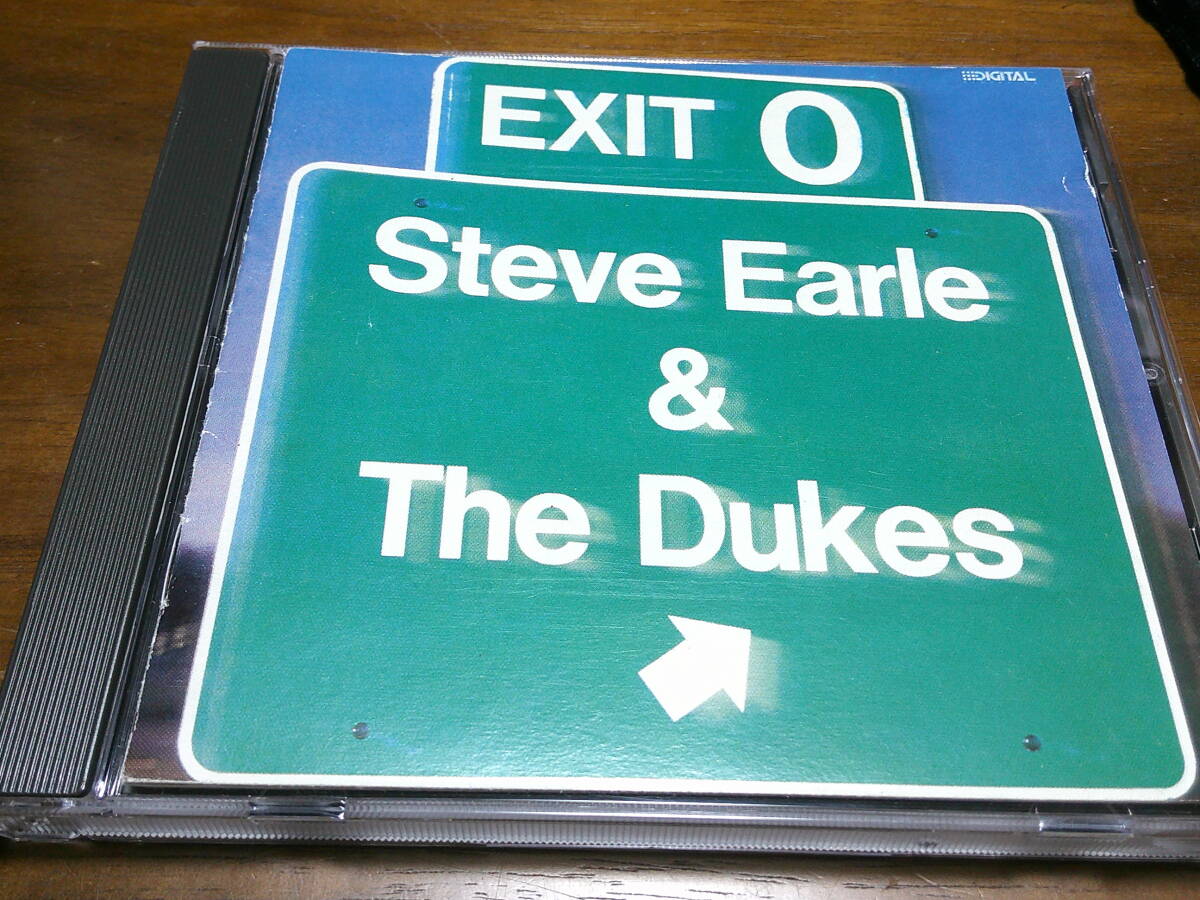 DIGITAL
EXIT 0
Steve Earle
&
The Dukes